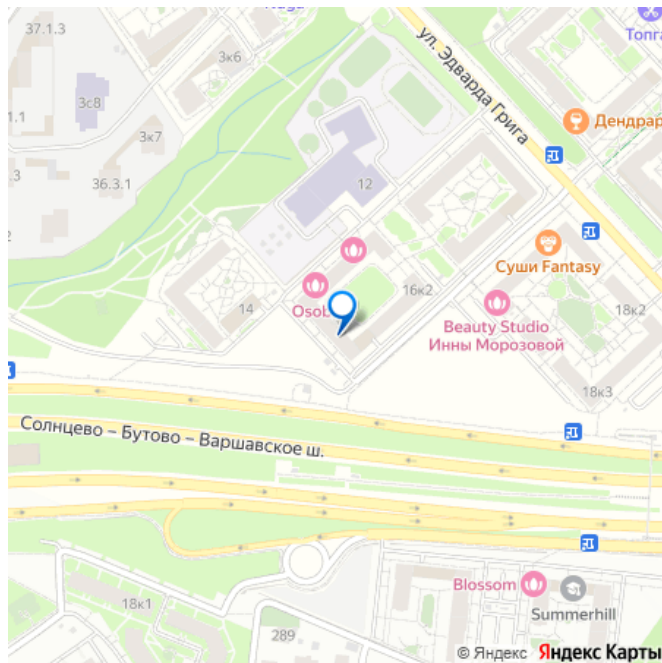 37.1.3
3к6
Топга
3с8
ул. Эдварда Грига
Дендрар
1.1
3к7
.3
36.3.1
12
2
Суши Fantasy
16к2
14
Osob
18к2
Beauty Studio
Инны Морозовой
18к3
Солнцево – Бутово – Варшавское ш.
Blossom
18к1
Summerhill
289
© Яндекс Яндекс Карты